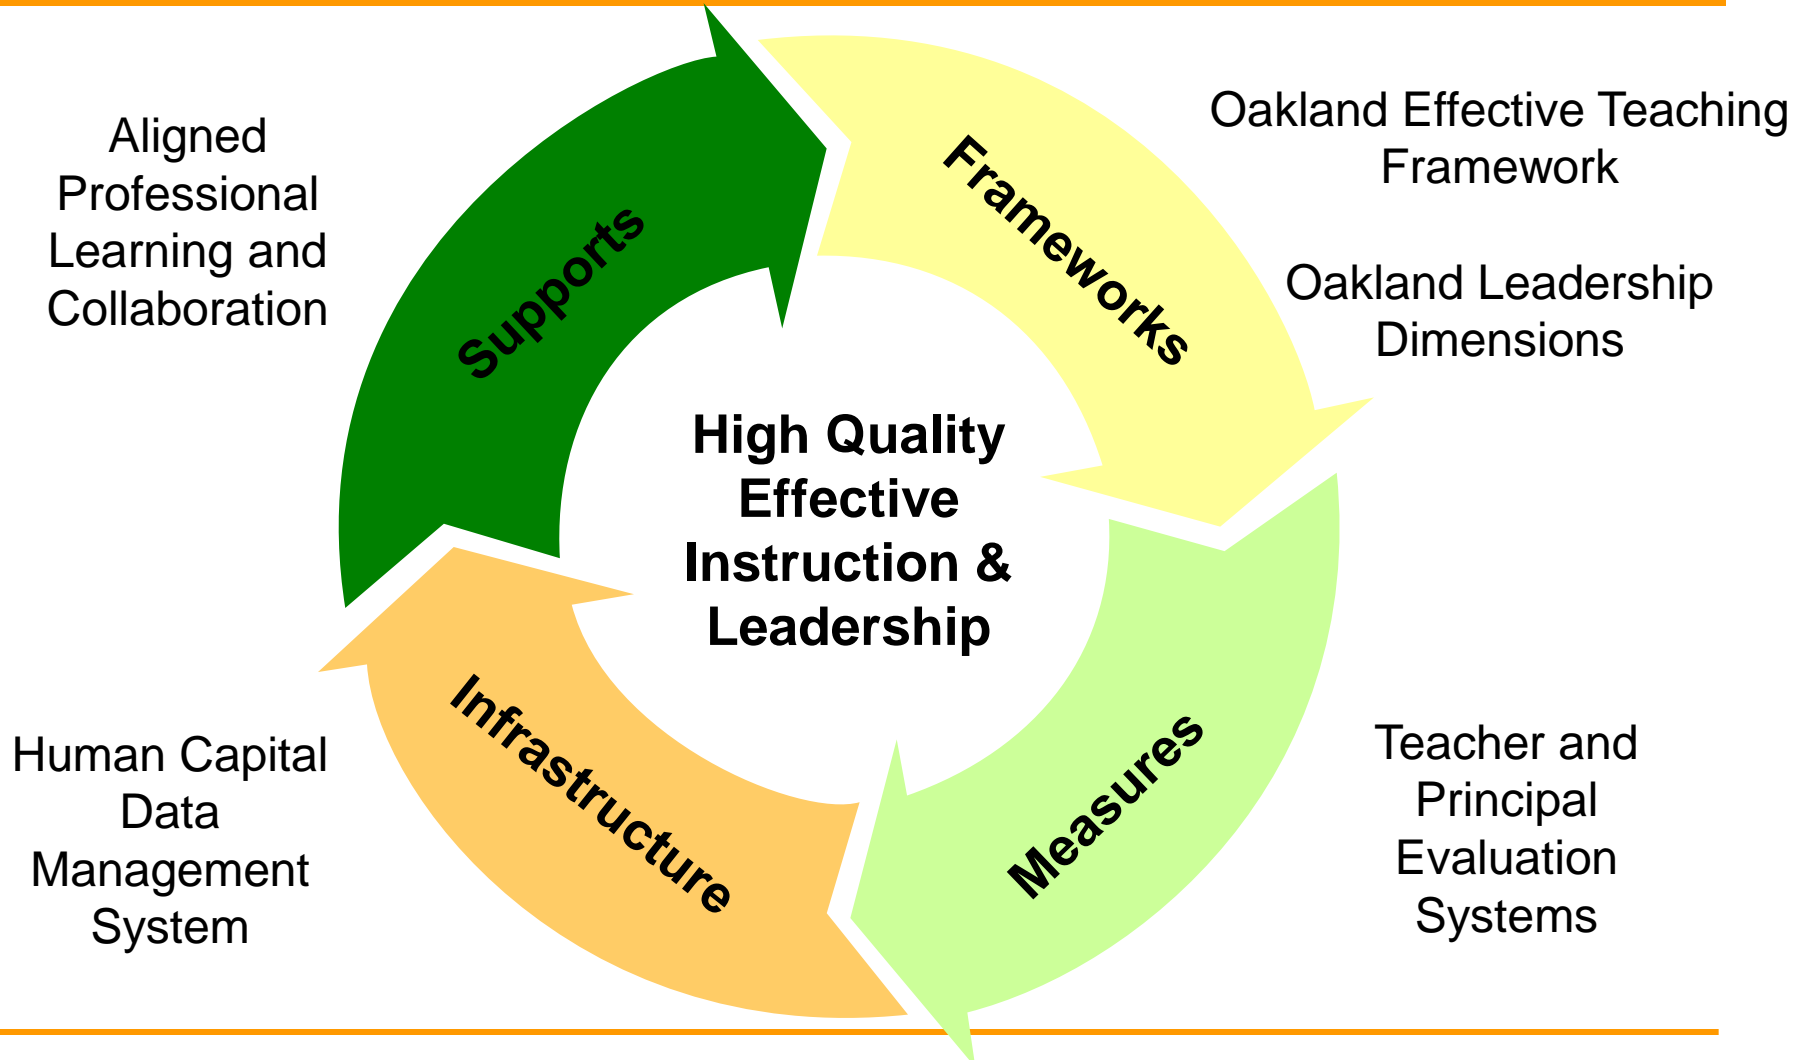 Aligned
Professional
Learning and
Collaboration
Supports
Frameworks
Oakland Effective Teaching
Framework
Oakland Leadership
Dimensions
High Quality
Effective
Instruction &
Leadership
Human Capital
Data
Management
System
Infrastructure
Measures
Teacher and
Principal
Evaluation
Systems